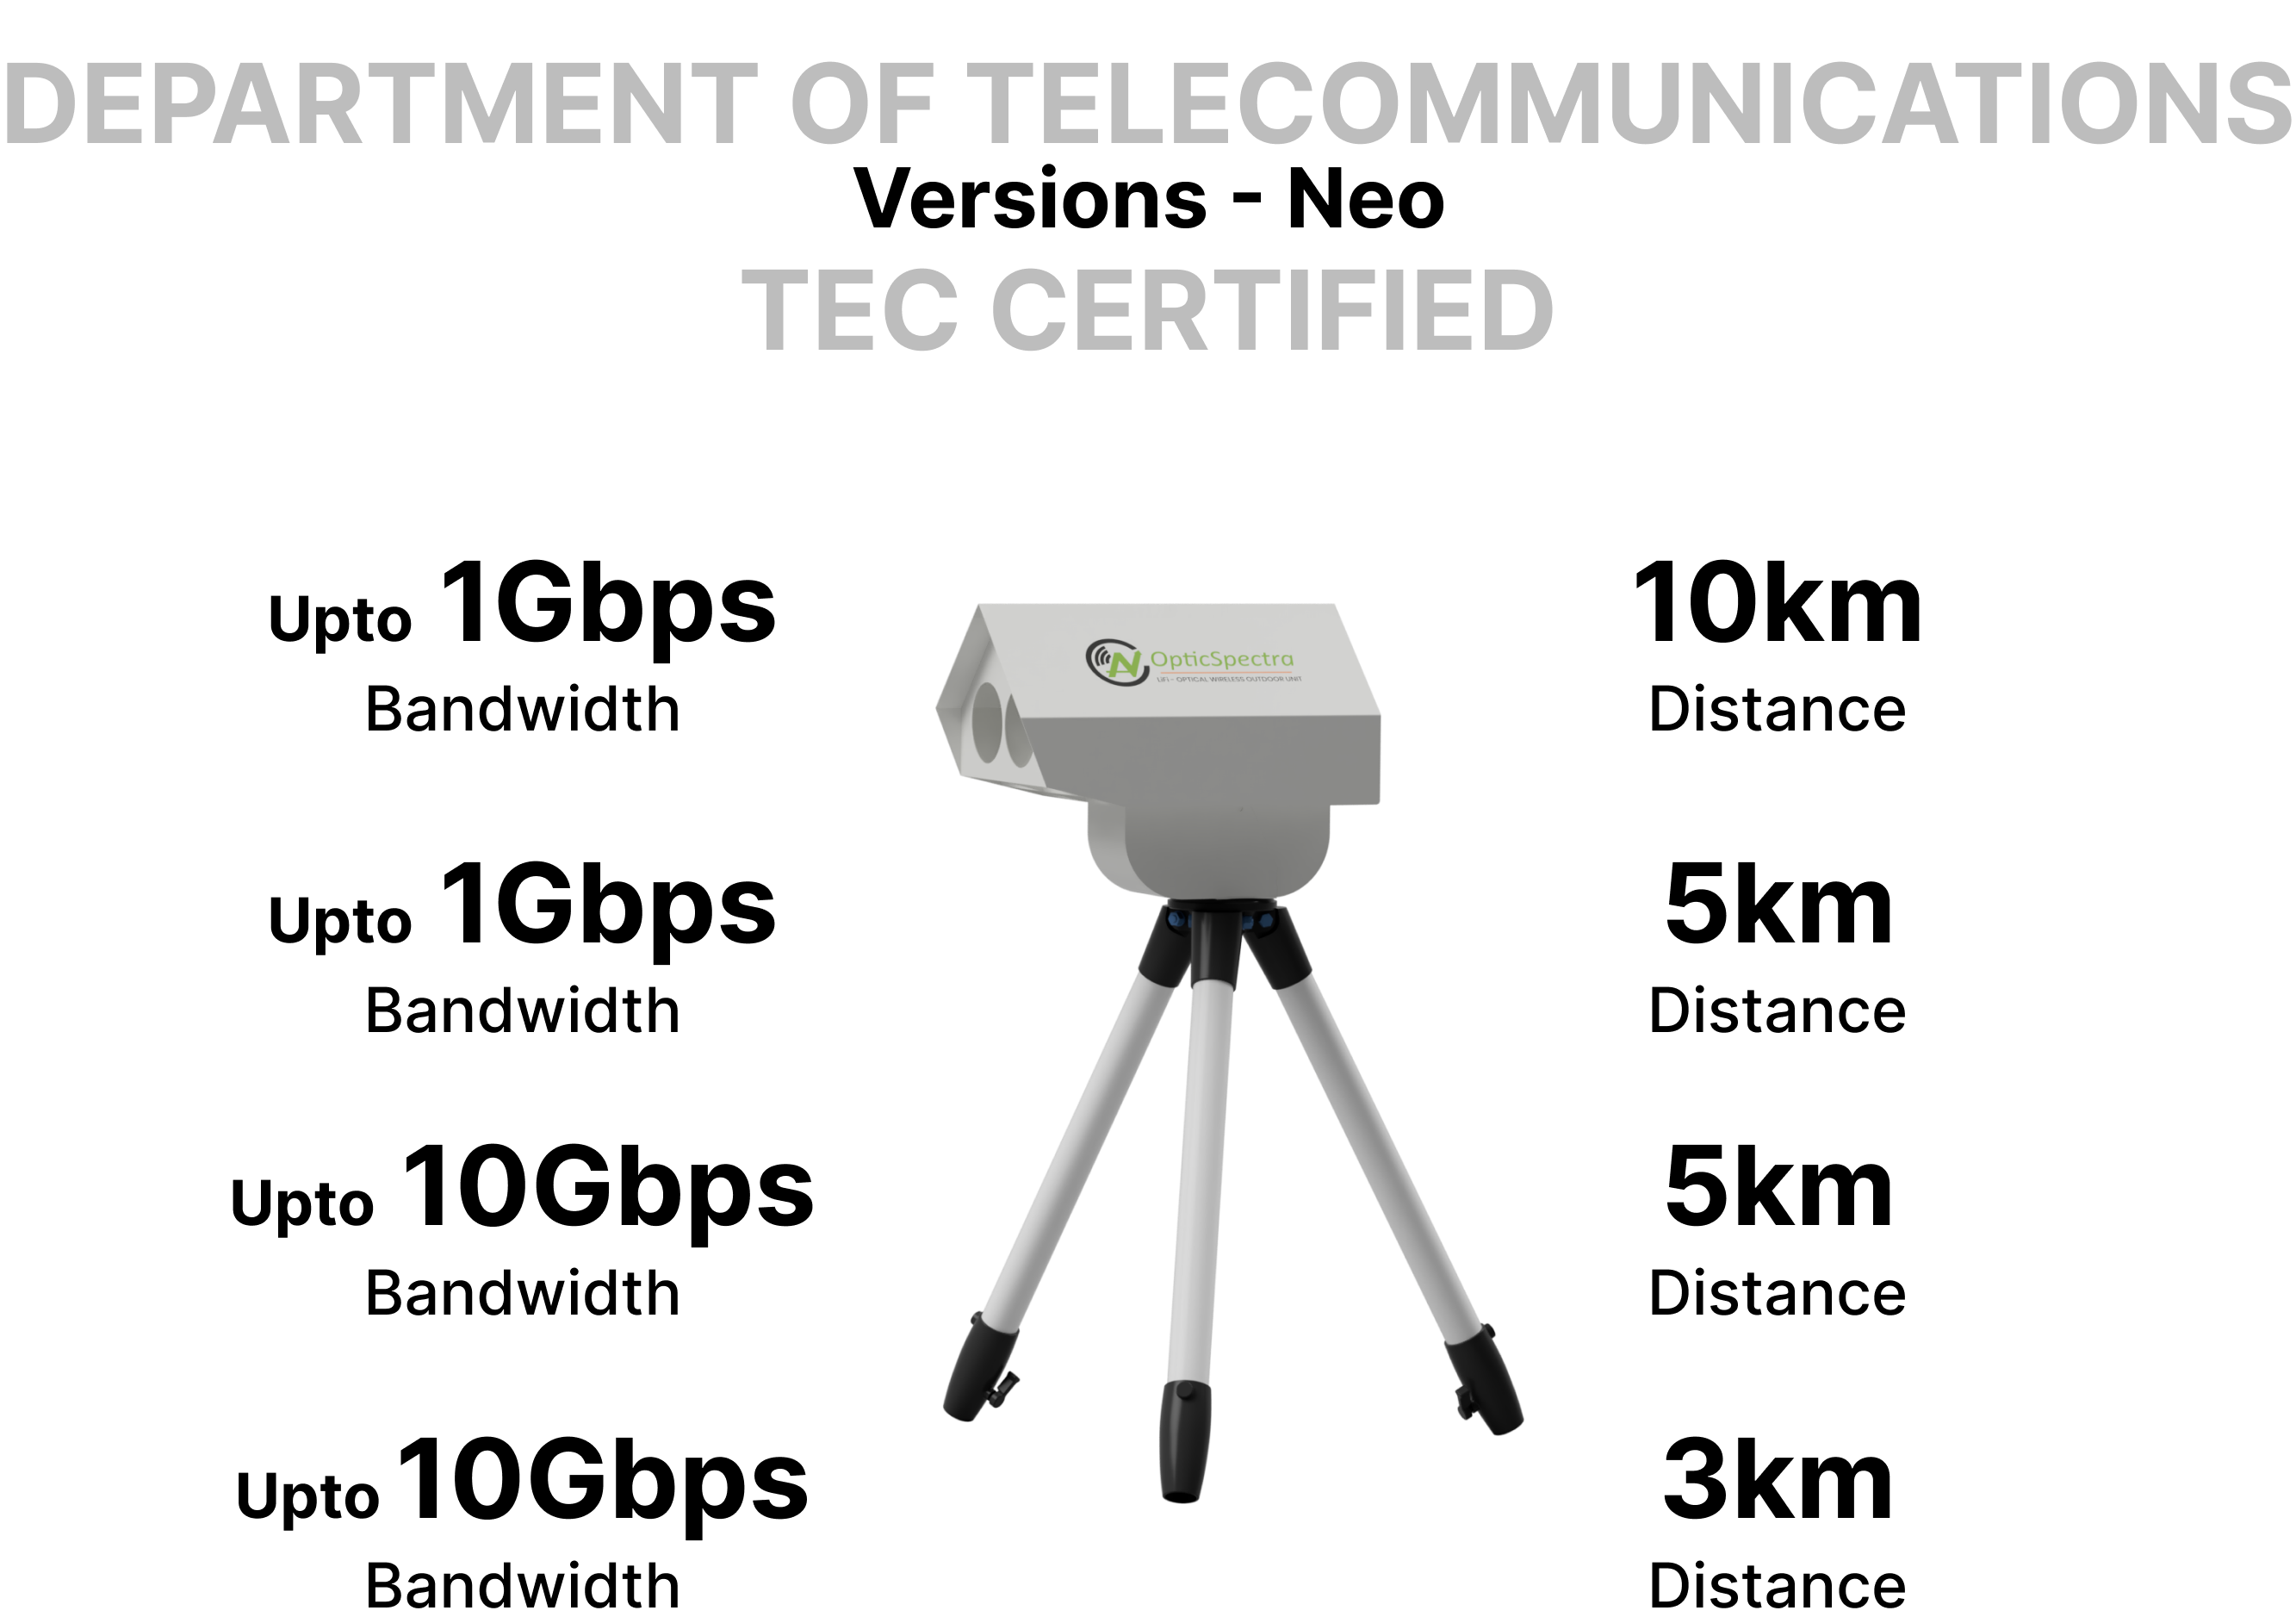 DEPARTMENT OF TELECOMMUNICATIONS
Versions - Neo
TEC CERTIFIED
Upto 1Gbps
Bandwidth
10km
Distance
N OpticSpectra
LiFi - OPTICAL WIRELESS OUTDOOR UNIT
Upto 1Gbps
Bandwidth
5km
Distance
Upto 10Gbps
Bandwidth
5km
Distance
Upto 10Gbps
Bandwidth
3km
Distance